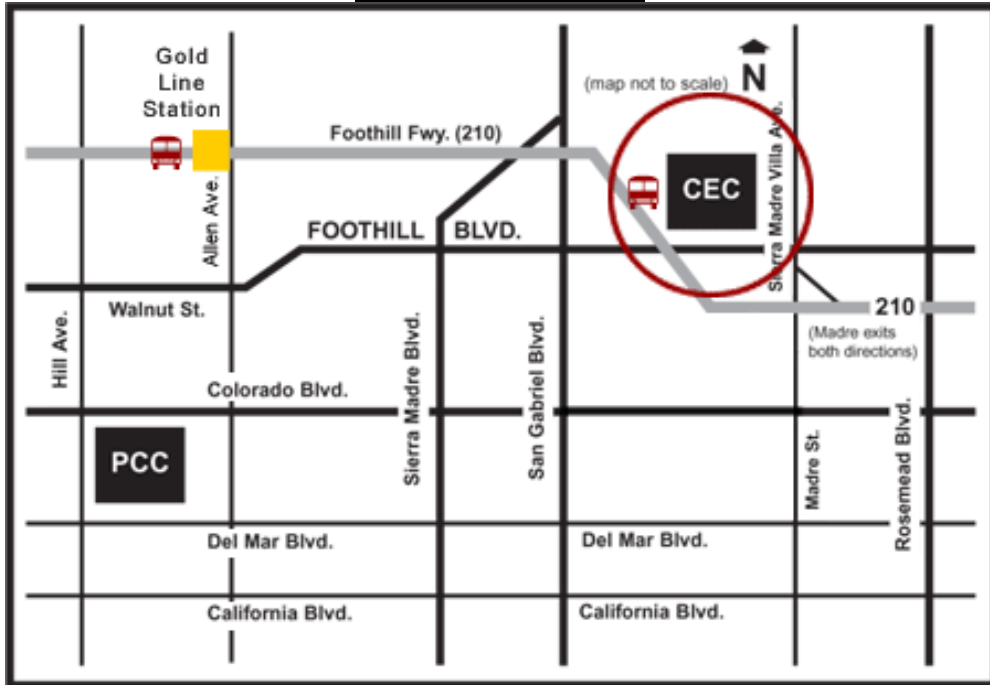 Gold
Line
Station
(map not to scale)
N
Foothill Fwy. (210)
CEC
Sierra Madre Villa Ave.
Allen Ave.
FOOTHILL BLVD.
Walnut St.
210
(Madre exits
both directions)
Hill Ave.
Sierra Madre Blvd.
San Gabriel Blvd.
Colorado Blvd.
PCC
Madre St.
Rosemead Blvd.
Del Mar Blvd.
Del Mar Blvd.
California Blvd.
California Blvd.